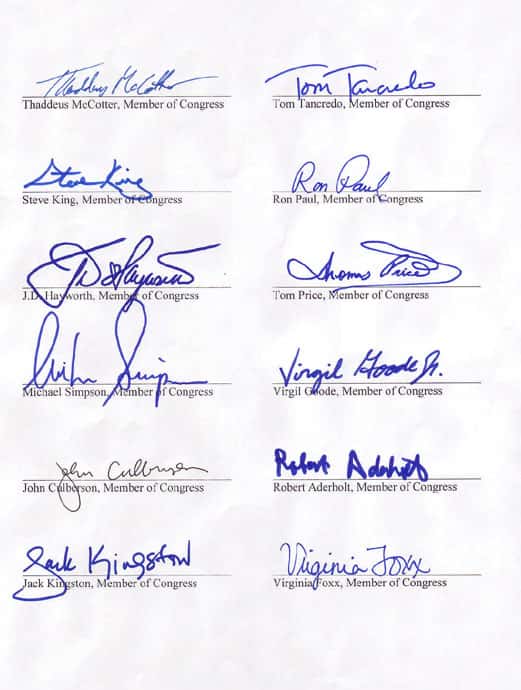 Thaddeus McCotter Tom Tancredo
Thaddeus McCotter, Member of Congress Tom Tancredo, Member of Congress
Steve King Ron Paul
Steve King, Member of Congress Ron Paul, Member of Congress
J.D. Hayworth Thomas Price
J.D. Hayworth, Member of Congress Tom Price, Member of Congress
Mike Simpson Virgil Goode Jr.
Michael Simpson, Member of Congress Virgil Goode, Member of Congress
John Culberson Robert Aderholt
John Culberson, Member of Congress Robert Aderholt, Member of Congress
Jack Kingston Virginia Foxx
Jack Kingston, Member of Congress Virginia Foxx, Member of Congress